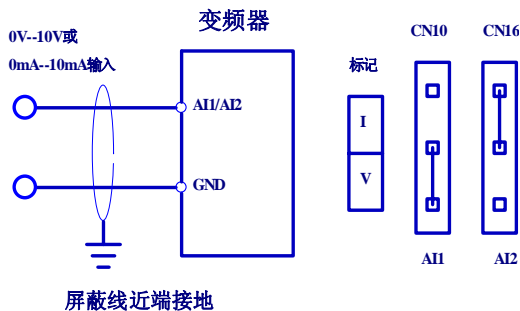 变频器
0V--10V或
0mA--10mA输入
AI1/AI2
GND
屏蔽线近端接地
标记
I
V
CN10
CN16
AI1
AI2